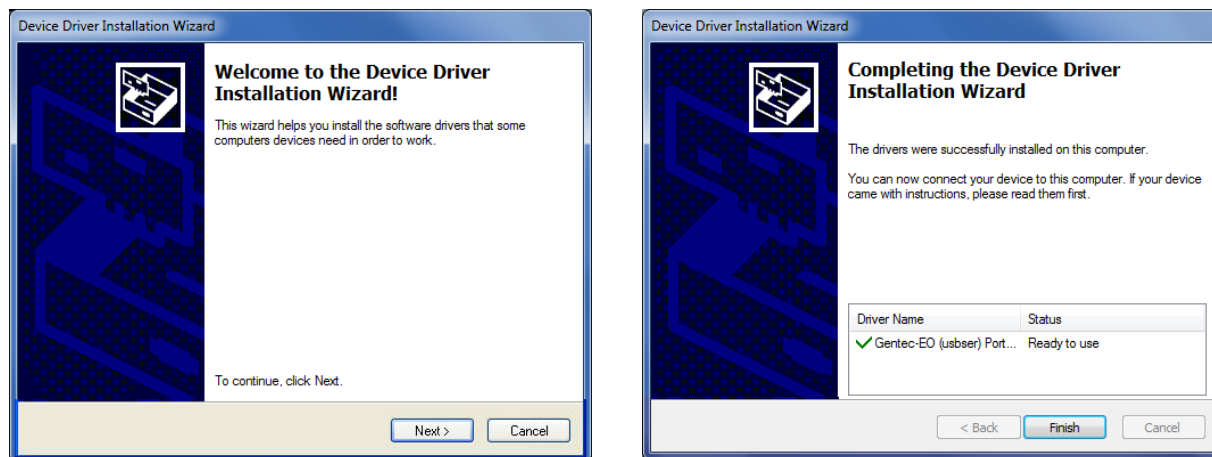 Device Driver Installation Wizard
Welcome to the Device Driver
Installation Wizard!
This wizard helps you install the software drivers that some
computers devices need in order to work.
To continue, click Next.
Next >
Cancel
Device Driver Installation Wizard
Completing the Device Driver
Installation Wizard
The drivers were successfully installed on this computer.
You can now connect your device to this computer. If your device
came with instructions, please read them first.
Driver Name Status
Gentec-EO (usbser) Port... Ready to use
< Back
Finish
Cancel